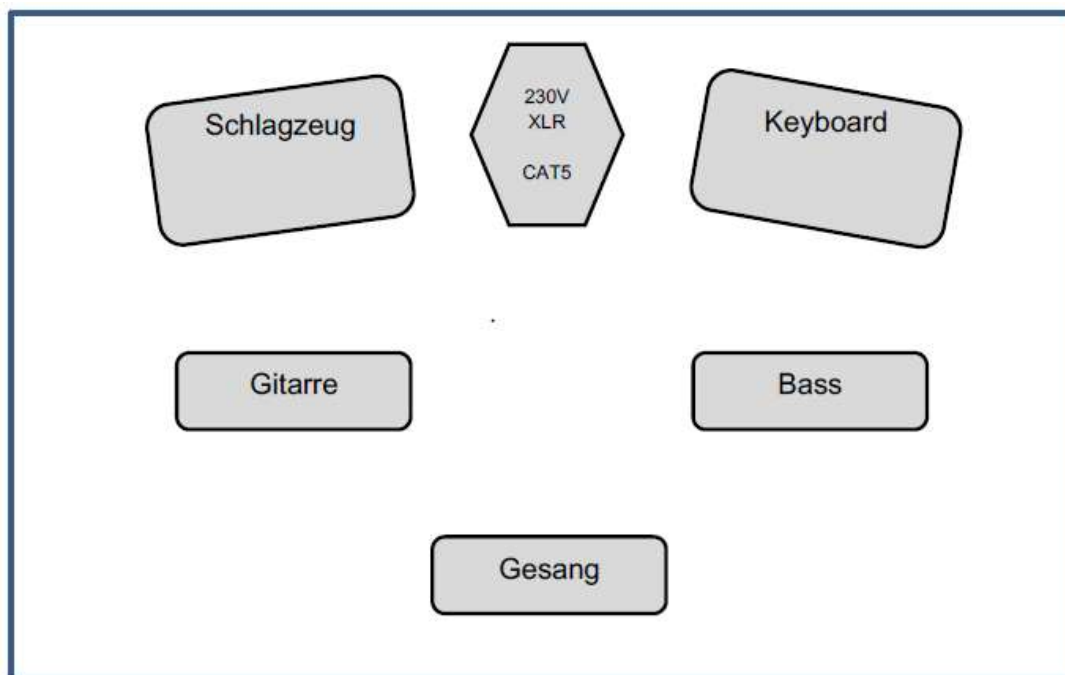 Schlagzeug
230V
XLR
CAT5
Keyboard
Gitarre
Bass
Gesang